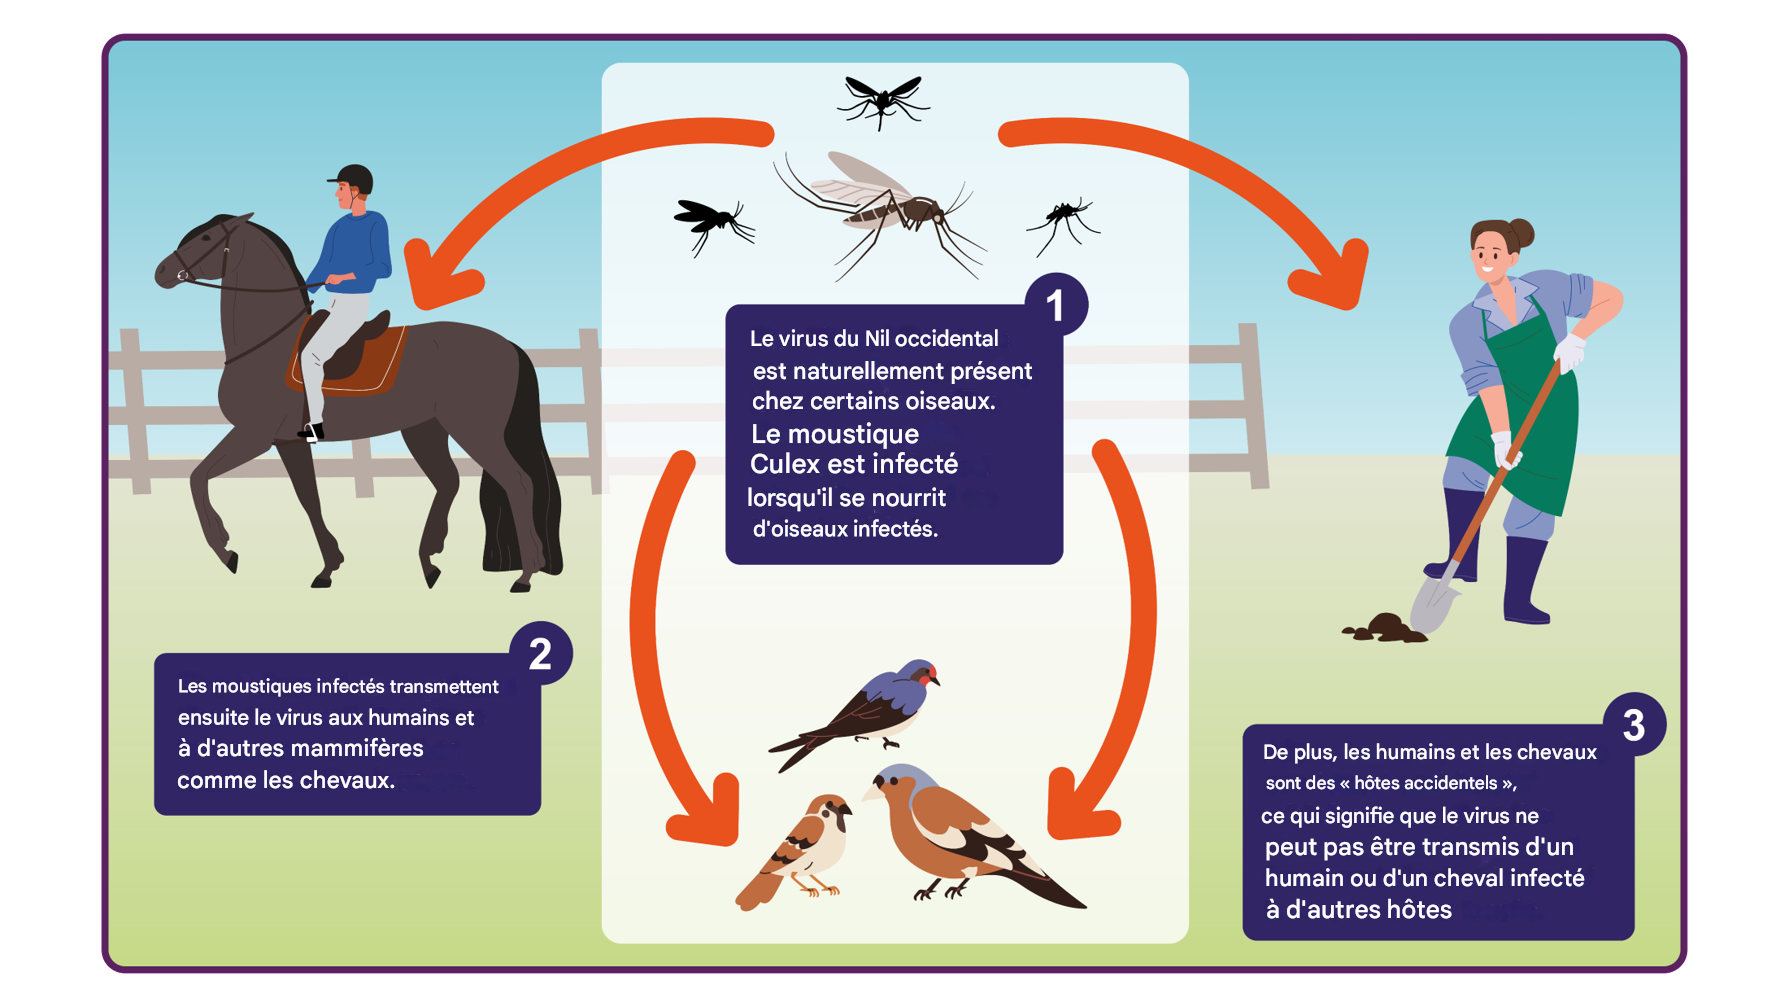 1
Le virus du Nil occidental
est naturellement présent
chez certains oiseaux.
Le moustique
Culex est infecté
lorsqu'il se nourrit
d'oiseaux infectés.
2
Les moustiques infectés transmettent
ensuite le virus aux humains et
à d'autres mammifères
comme les chevaux.
3
De plus, les humains et les chevaux
sont des « hôtes accidentels »,
ce qui signifie que le virus ne
peut pas être transmis d'un
humain ou d'un cheval infecté
à d'autres hôtes